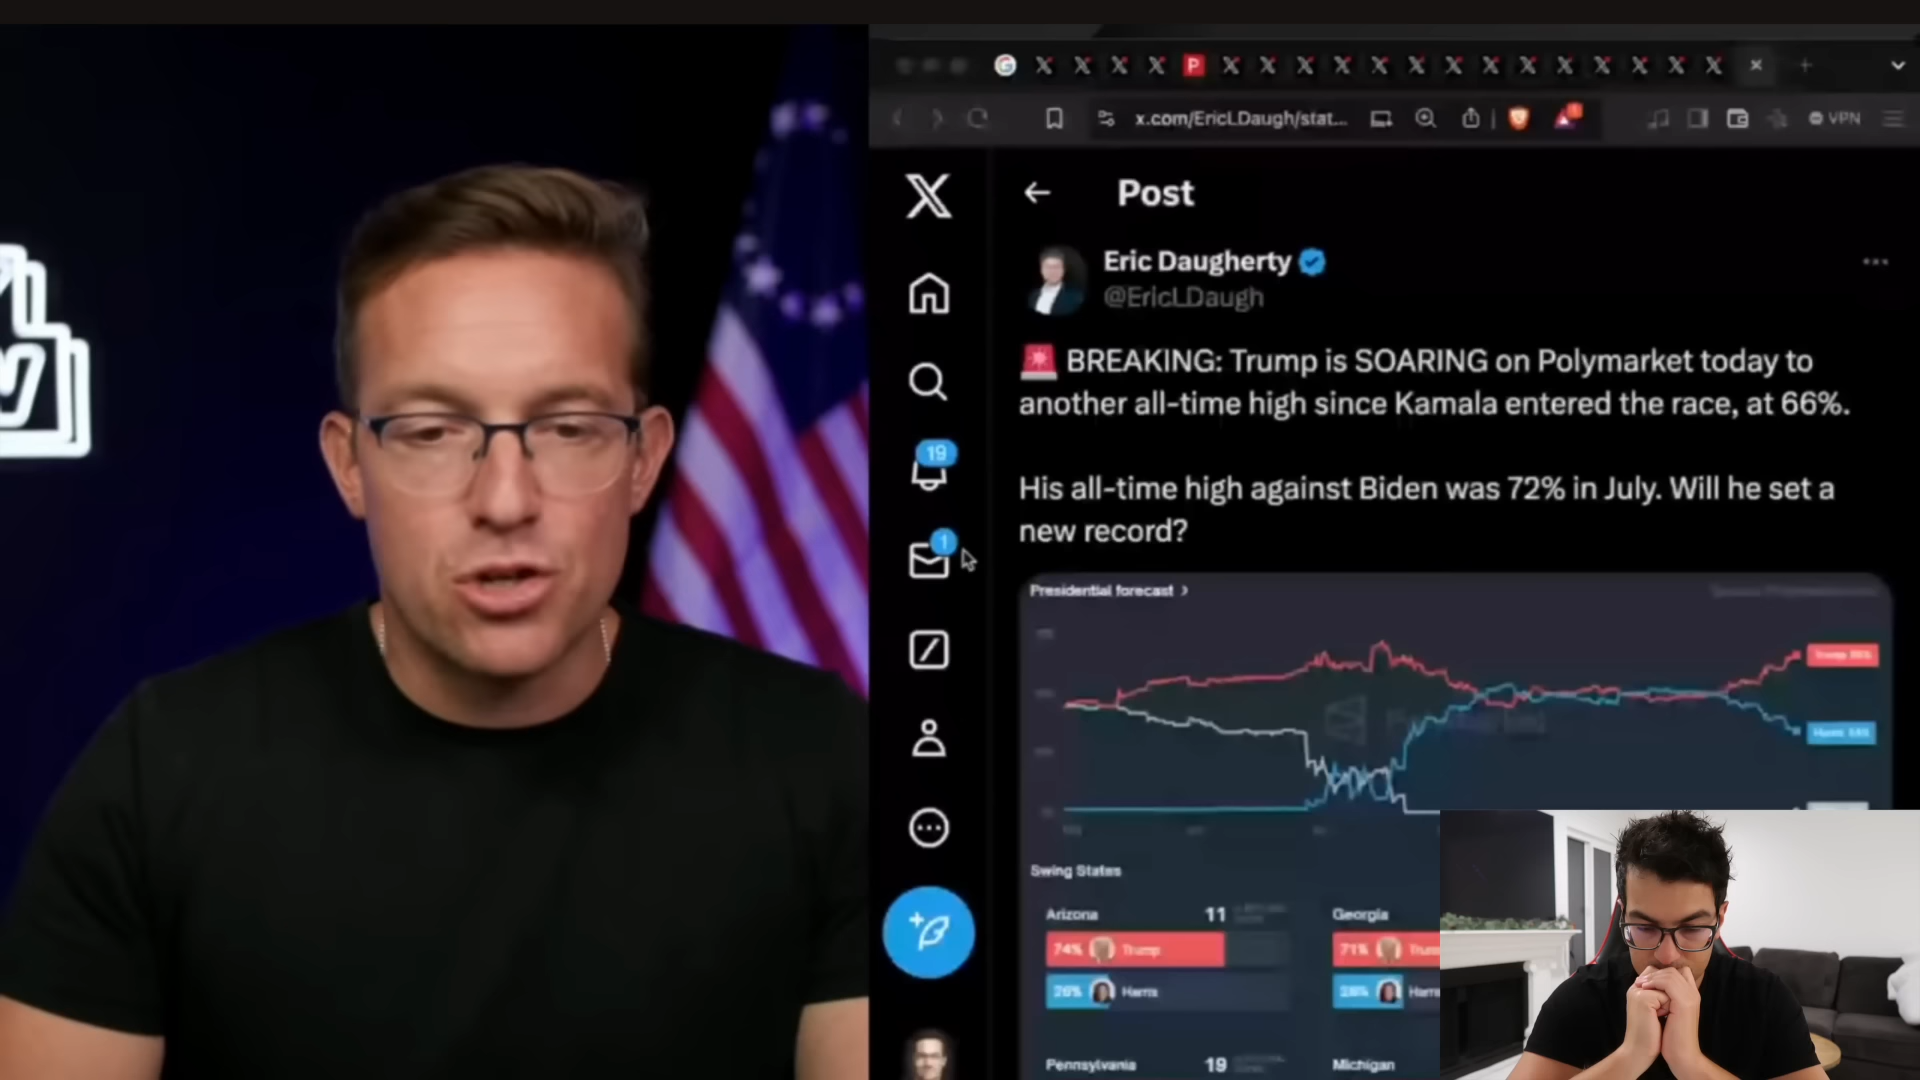 x.com/EricLDaugh/stat...
VPN
Post
Eric Daugherty
@EricLDaugh
🚨 BREAKING: Trump is SOARING on Polymarket today to
another all-time high since Kamala entered the race, at 66%.
His all-time high against Biden was 72% in July. Will he set a
new record?
19
1
Presidential forecast >
Trump
Harris
Swing States
Arizona 11
74% Trump
26% Harris
Georgia
71%
Pennsylvania 19
Michigan